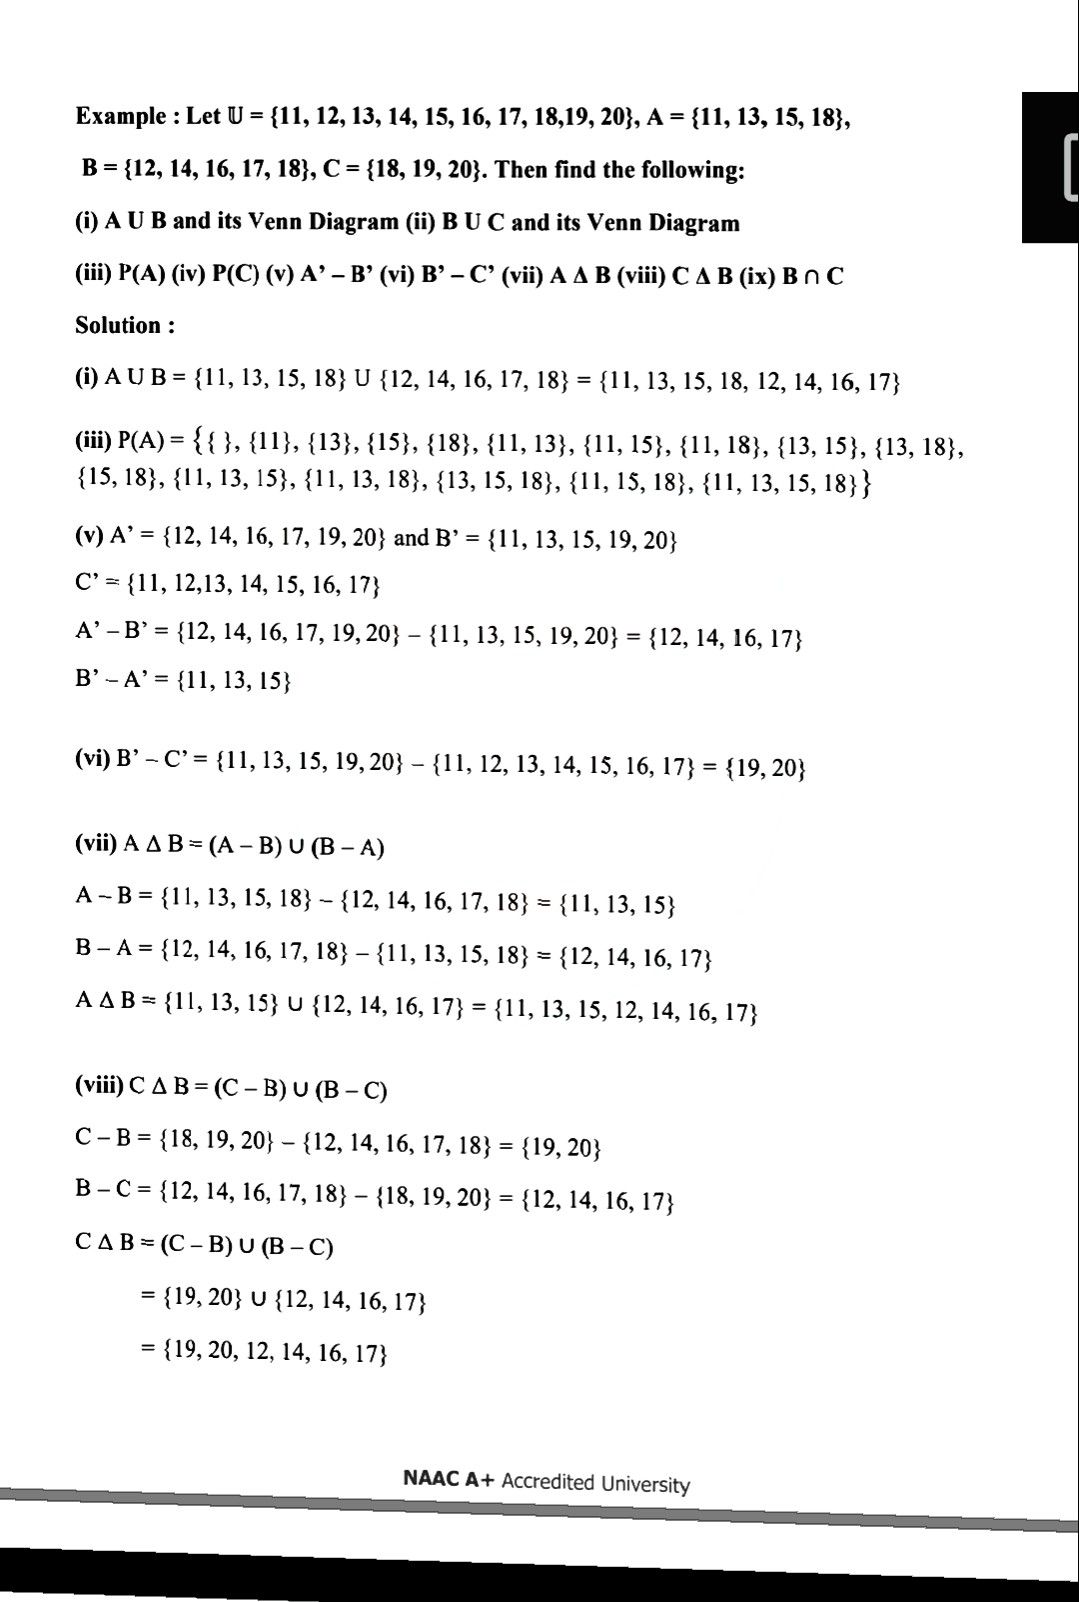 Example : Let 𝕌 = {11, 12, 13, 14, 15, 16, 17, 18,19, 20}, A = {11, 13, 15, 18},
B = {12, 14, 16, 17, 18}, C = {18, 19, 20}. Then find the following:
(i) A U B and its Venn Diagram (ii) B U C and its Venn Diagram
(iii) P(A) (iv) P(C) (v) A’ – B’ (vi) B’ – C’ (vii) A Δ B (viii) C Δ B (ix) B ∩ C
Solution :
(i) A U B = {11, 13, 15, 18} U {12, 14, 16, 17, 18} = {11, 13, 15, 18, 12, 14, 16, 17}
(iii) P(A) = {{ }, {11}, {13}, {15}, {18}, {11, 13}, {11, 15}, {11, 18}, {13, 15}, {13, 18},
{15, 18}, {11, 13, 15}, {11, 13, 18}, {13, 15, 18}, {11, 15, 18}, {11, 13, 15, 18}}
(v) A’ = {12, 14, 16, 17, 19, 20} and B’ = {11, 13, 15, 19, 20}
C’ = {11, 12,13, 14, 15, 16, 17}
A’ – B’ = {12, 14, 16, 17, 19, 20} – {11, 13, 15, 19, 20} = {12, 14, 16, 17}
B’ – A’ = {11, 13, 15}
(vi) B’ – C’ = {11, 13, 15, 19, 20} – {11, 12, 13, 14, 15, 16, 17} = {19, 20}
(vii) A Δ B = (A – B) ∪ (B – A)
A – B = {11, 13, 15, 18} – {12, 14, 16, 17, 18} = {11, 13, 15}
B – A = {12, 14, 16, 17, 18} – {11, 13, 15, 18} = {12, 14, 16, 17}
A Δ B = {11, 13, 15} ∪ {12, 14, 16, 17} = {11, 13, 15, 12, 14, 16, 17}
(viii) C Δ B = (C – B) ∪ (B – C)
C – B = {18, 19, 20} – {12, 14, 16, 17, 18} = {19, 20}
B – C = {12, 14, 16, 17, 18} – {18, 19, 20} = {12, 14, 16, 17}
C Δ B = (C – B) ∪ (B – C)
= {19, 20} ∪ {12, 14, 16, 17}
= {19, 20, 12, 14, 16, 17}
NAAC A+ Accredited University